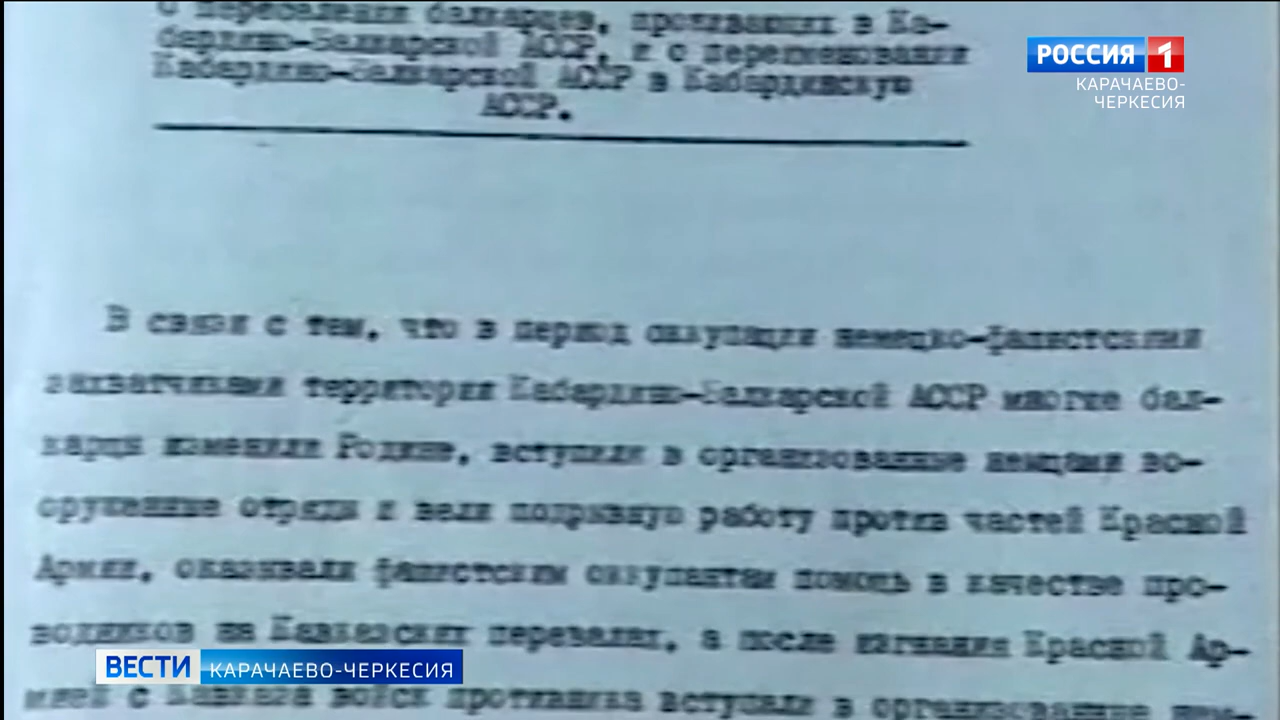 О переселении балкарцев, проживающих в Ка-
бардино-Балкарской АССР, и о переименовании
Кабардино-Балкарской АССР в Кабардинскую
АССР.
РОССИЯ 1
КАРАЧАЕВО-
ЧЕРКЕСИЯ
В связи с тем, что в период оккупации немецко-фашистскими
захватчиками территории Кабардино-Балкарской АССР многие бал-
карцы изменили Родине, вступили в организованные немцами во-
оруженные отряды и вели подрывную работу против частей Красной
Армии, оказывали фашистским оккупантам помощь в качестве про-
водников на Кавказских перевалах, а после изгнания Красной Ар-
мией с Кавказа войск противника вступали в организованные
ВЕСТИ КАРАЧАЕВО-ЧЕРКЕСИЯ